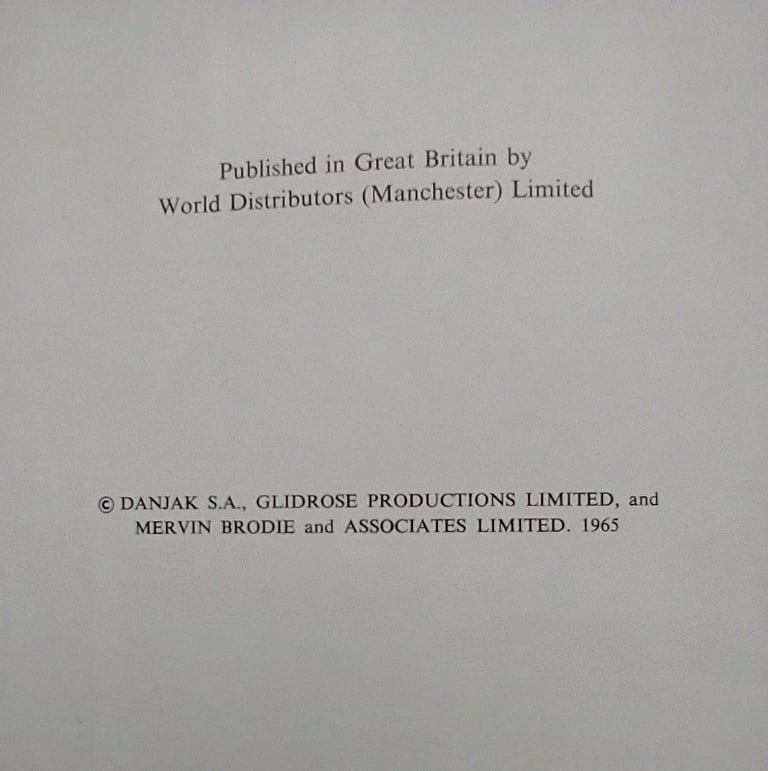 Published in Great Britain by
World Distributors (Manchester) Limited
© DANJAK S.A., GLIDROSE PRODUCTIONS LIMITED, and
MERVIN BRODIE and ASSOCIATES LIMITED. 1965